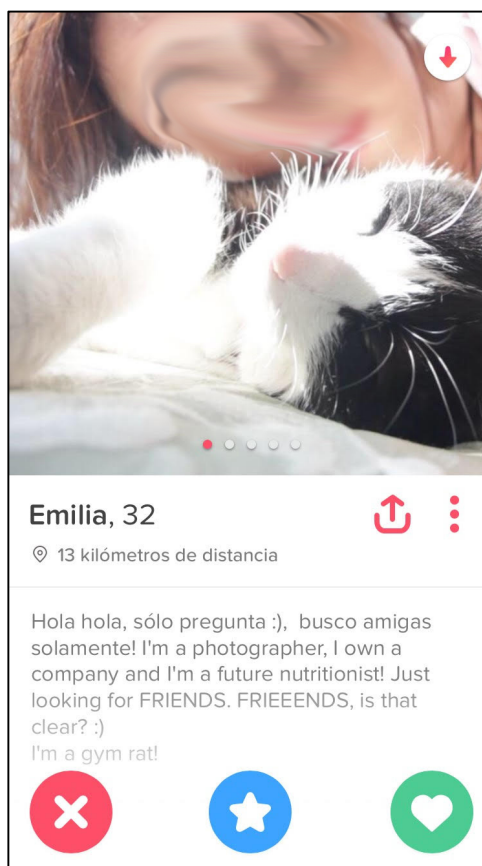 Emilia, 32
13 kilómetros de distancia
Hola hola, sólo pregunta :), busco amigas
solamente! I'm a photographer, I own a
company and I'm a future nutritionist! Just
looking for FRIENDS. FRIEEENDS, is that
clear? :)
I'm a gym rat!